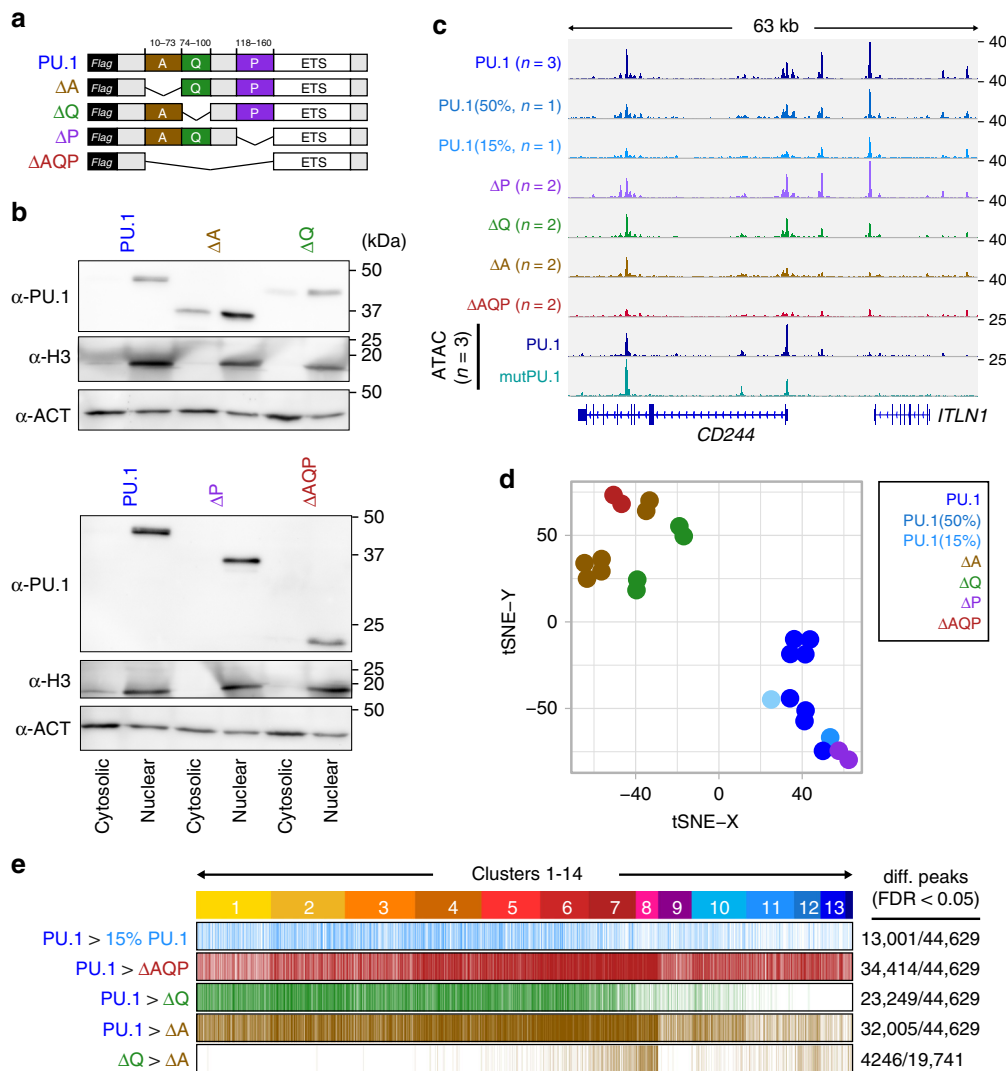 a
10–73 74–100 118–160
PU.1 Flag A Q P ETS
ΔA Flag Q P ETS
ΔQ Flag A P ETS
ΔP Flag A Q ETS
ΔAQP Flag ETS
b
PU.1 ΔA ΔQ (kDa)
α-PU.1 50 37
α-H3 25 20
α-ACT 50
PU.1 ΔP ΔAQP
α-PU.1 50 37 25
α-H3 25 20
α-ACT 50
Cytosolic Nuclear Cytosolic Nuclear Cytosolic Nuclear
c
63 kb
PU.1 (n = 3) 40
PU.1(50%, n = 1) 40
PU.1(15%, n = 1) 40
ΔP (n = 2) 40
ΔQ (n = 2) 40
ΔA (n = 2) 40
ΔAQP (n = 2) 40
ATAC (n = 3)
PU.1 25
mutPU.1 25
CD244 ITLN1
d
tSNE–Y
50
0
−50
−40 0 40
tSNE–X
PU.1
PU.1(50%)
PU.1(15%)
ΔA
ΔQ
ΔP
ΔAQP
e
Clusters 1-14
diff. peaks
(FDR < 0.05)
1 2 3 4 5 6 7 8 9 10 11 12 13
PU.1 > 15% PU.1 13,001/44,629
PU.1 > ΔAQP 34,414/44,629
PU.1 > ΔQ 23,249/44,629
PU.1 > ΔA 32,005/44,629
ΔQ > ΔA 4246/19,741